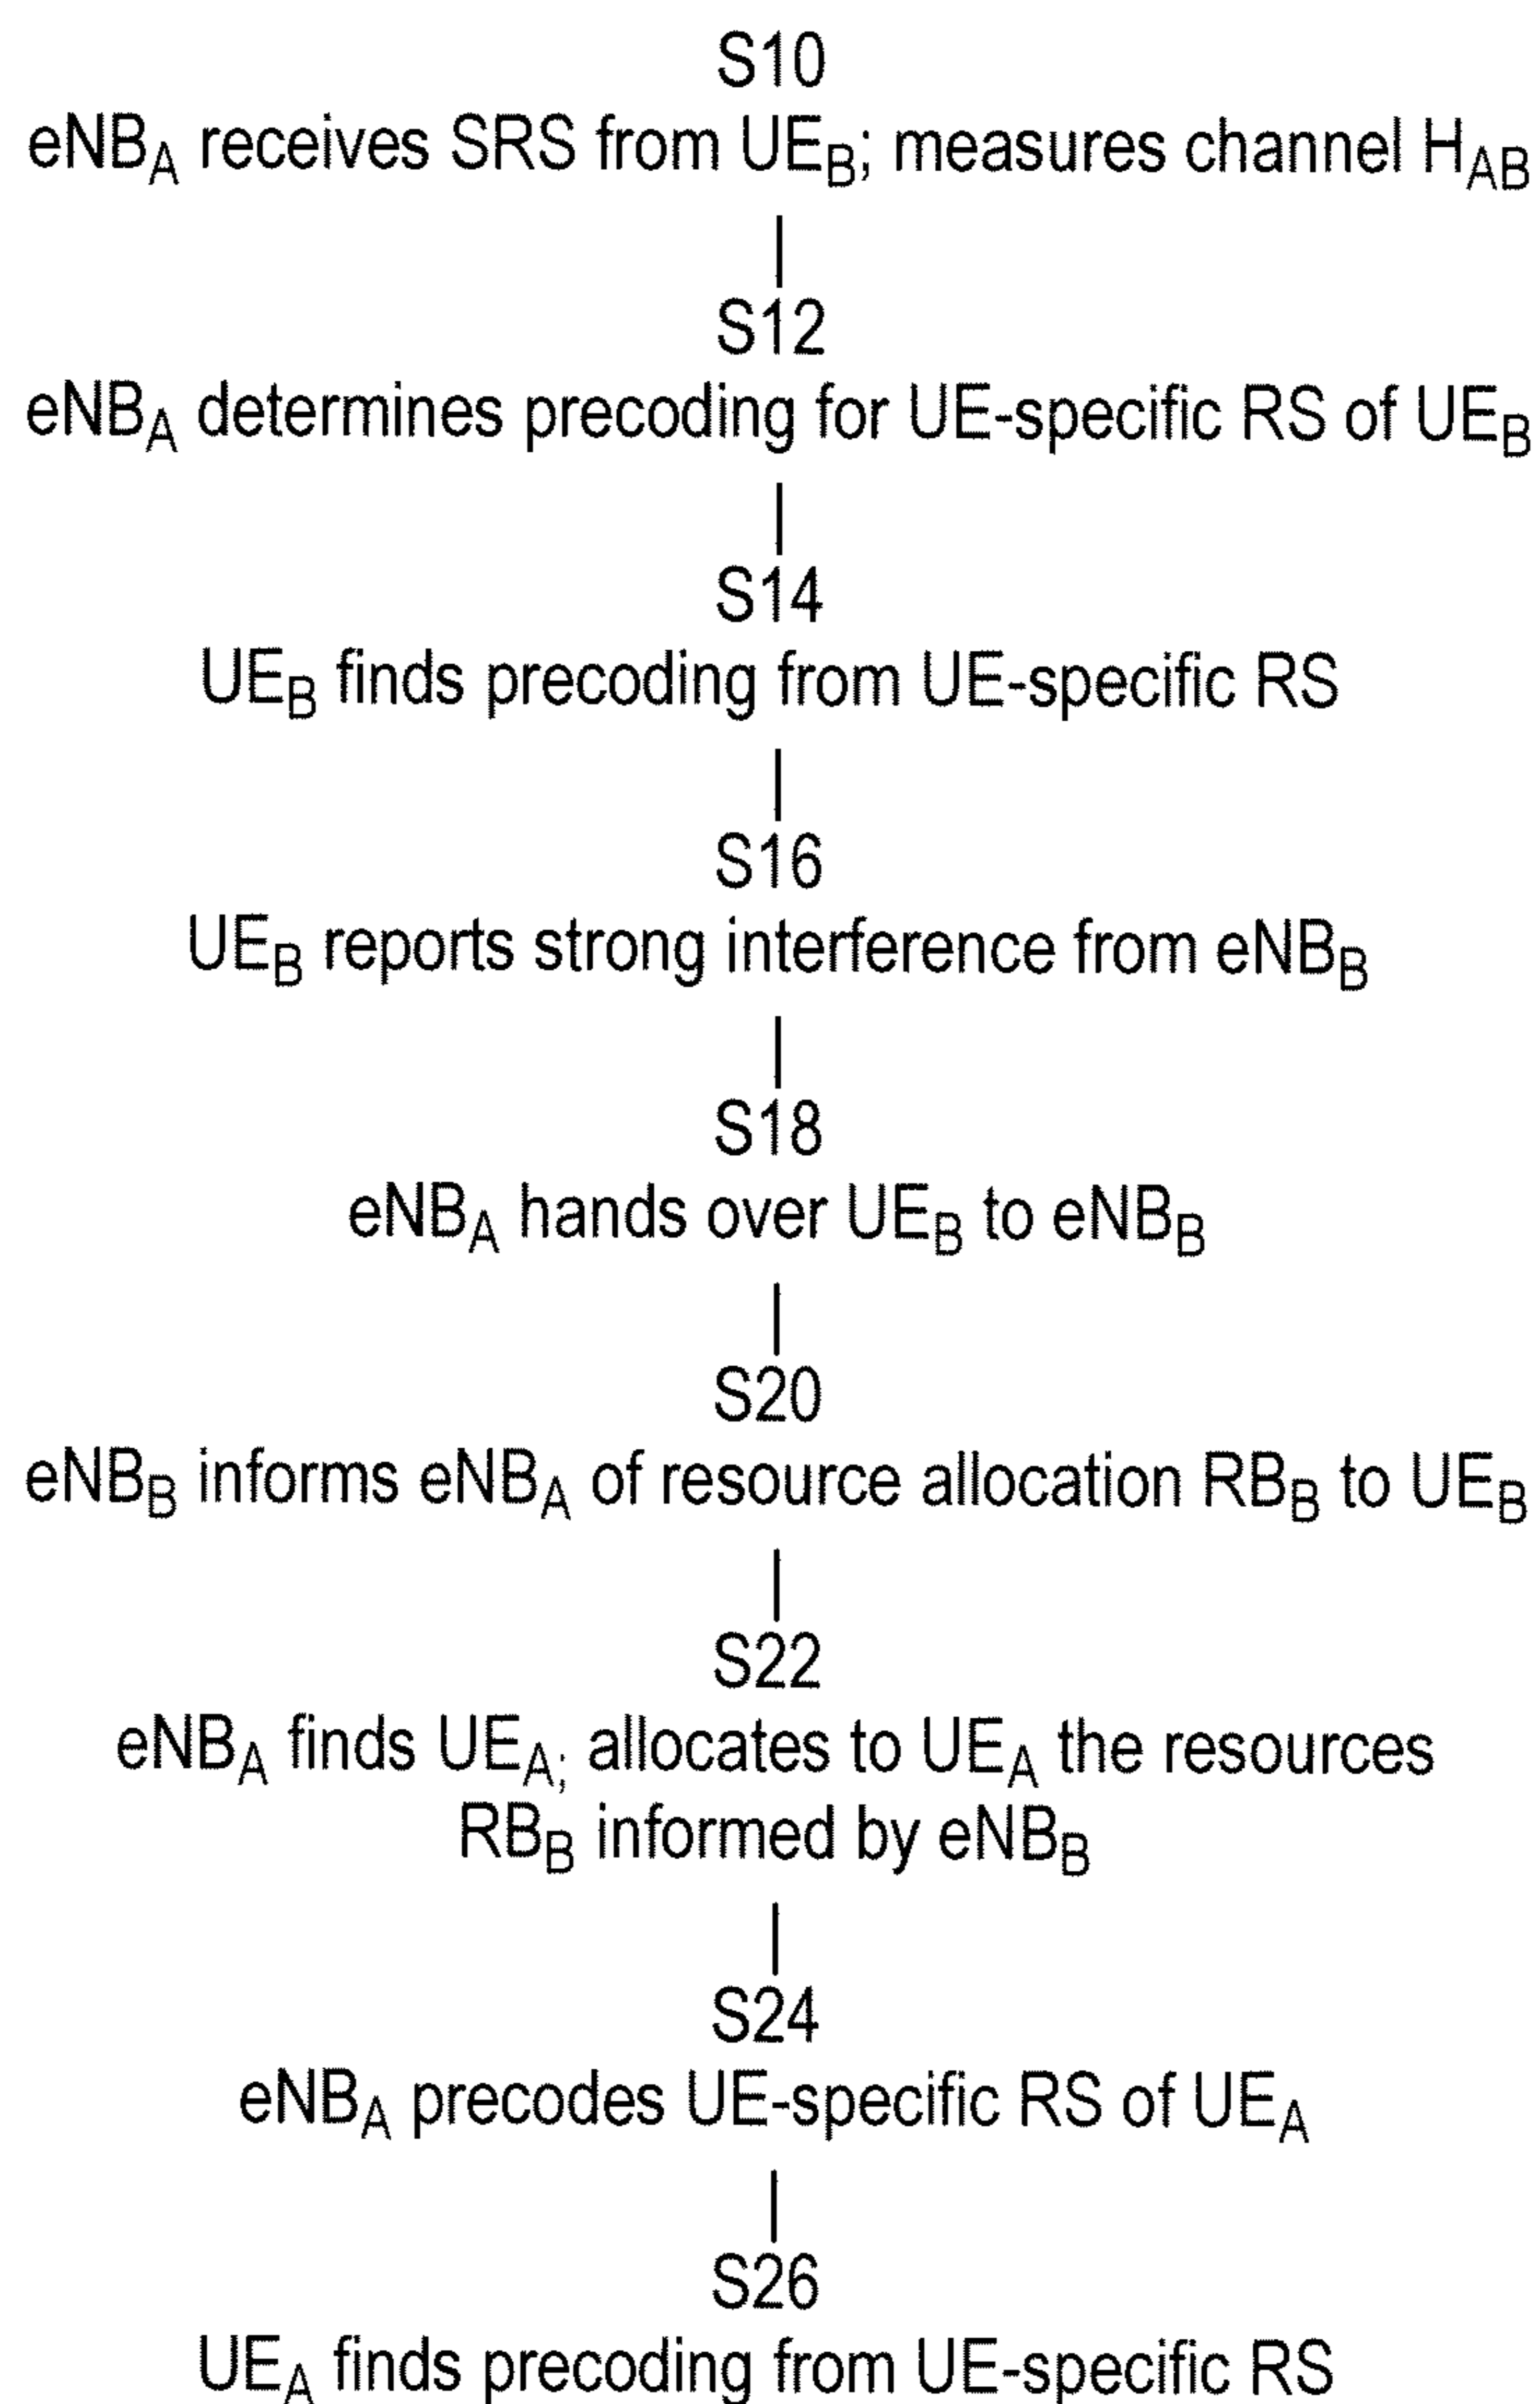 S10
eNBA receives SRS from UEB; measures channel HAB
S12
eNBA determines precoding for UE-specific RS of UEB
S14
UEB finds precoding from UE-specific RS
S16
UEB reports strong interference from eNBB
S18
eNBA hands over UEB to eNBB
S20
eNBB informs eNBA of resource allocation RBB to UEB
S22
eNBA finds UEA; allocates to UEA the resources
RBB informed by eNBB
S24
eNBA precodes UE-specific RS of UEA
S26
UEA finds precoding from UE-specific RS